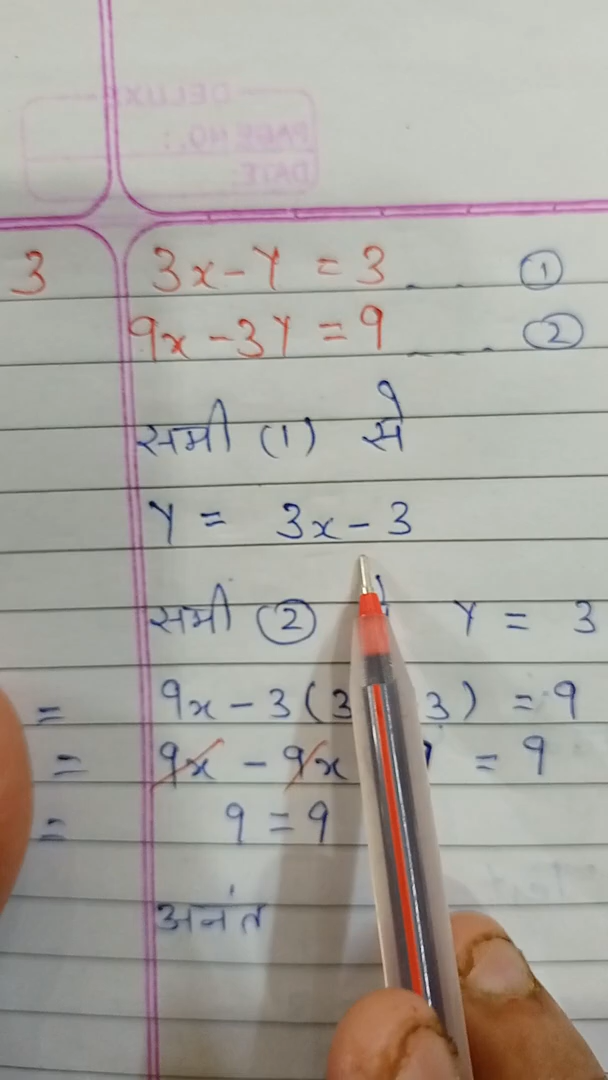 3 3x - y = 3 ... (1)
9x - 3y = 9 .... (2)
समी (1) से
y = 3x - 3
समी (2) y = 3
= 9x - 3 (3 3) = 9
= 9x - 9x = 9
= 9 = 9
अनंत